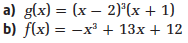 a) g(x) = (x − 2)³(x + 1)
b) f(x) = −x³ + 13x + 12